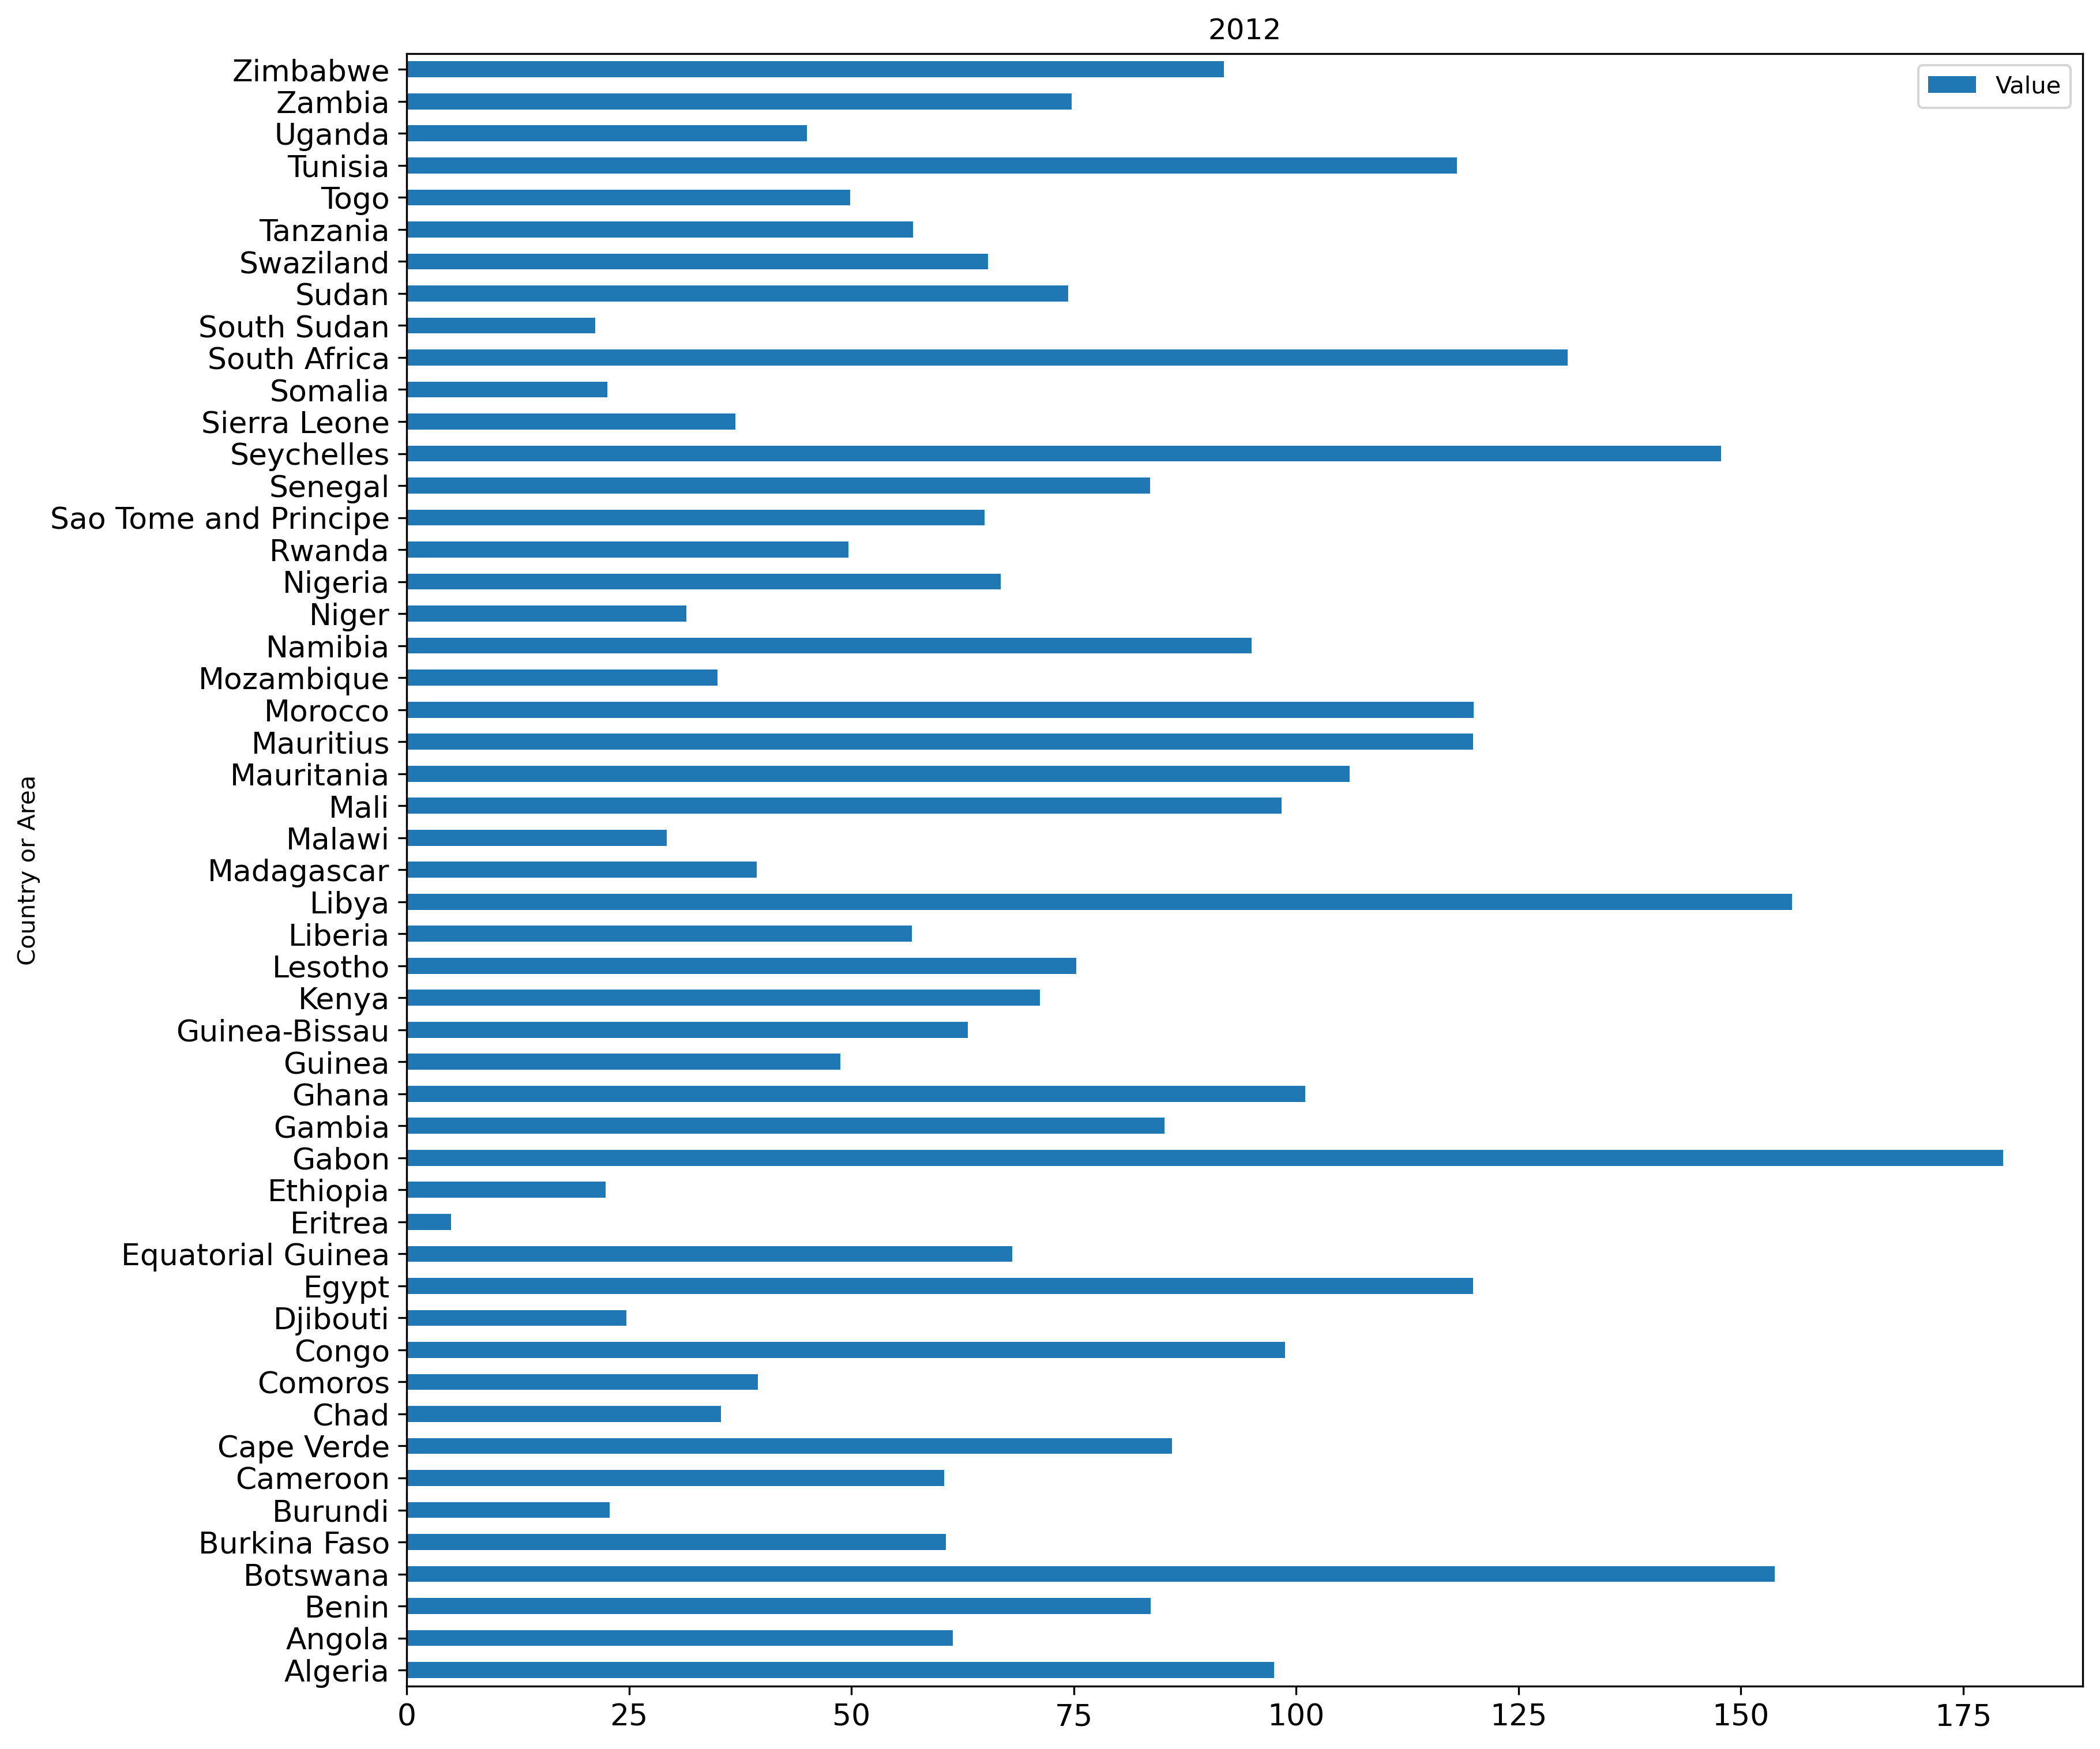 2012
Value
Country or Area
Zimbabwe
Zambia
Uganda
Tunisia
Togo
Tanzania
Swaziland
Sudan
South Sudan
South Africa
Somalia
Sierra Leone
Seychelles
Senegal
Sao Tome and Principe
Rwanda
Nigeria
Niger
Namibia
Mozambique
Morocco
Mauritius
Mauritania
Mali
Malawi
Madagascar
Libya
Liberia
Lesotho
Kenya
Guinea-Bissau
Guinea
Ghana
Gambia
Gabon
Ethiopia
Eritrea
Equatorial Guinea
Egypt
Djibouti
Congo
Comoros
Chad
Cape Verde
Cameroon
Burundi
Burkina Faso
Botswana
Benin
Angola
Algeria
0 25 50 75 100 125 150 175